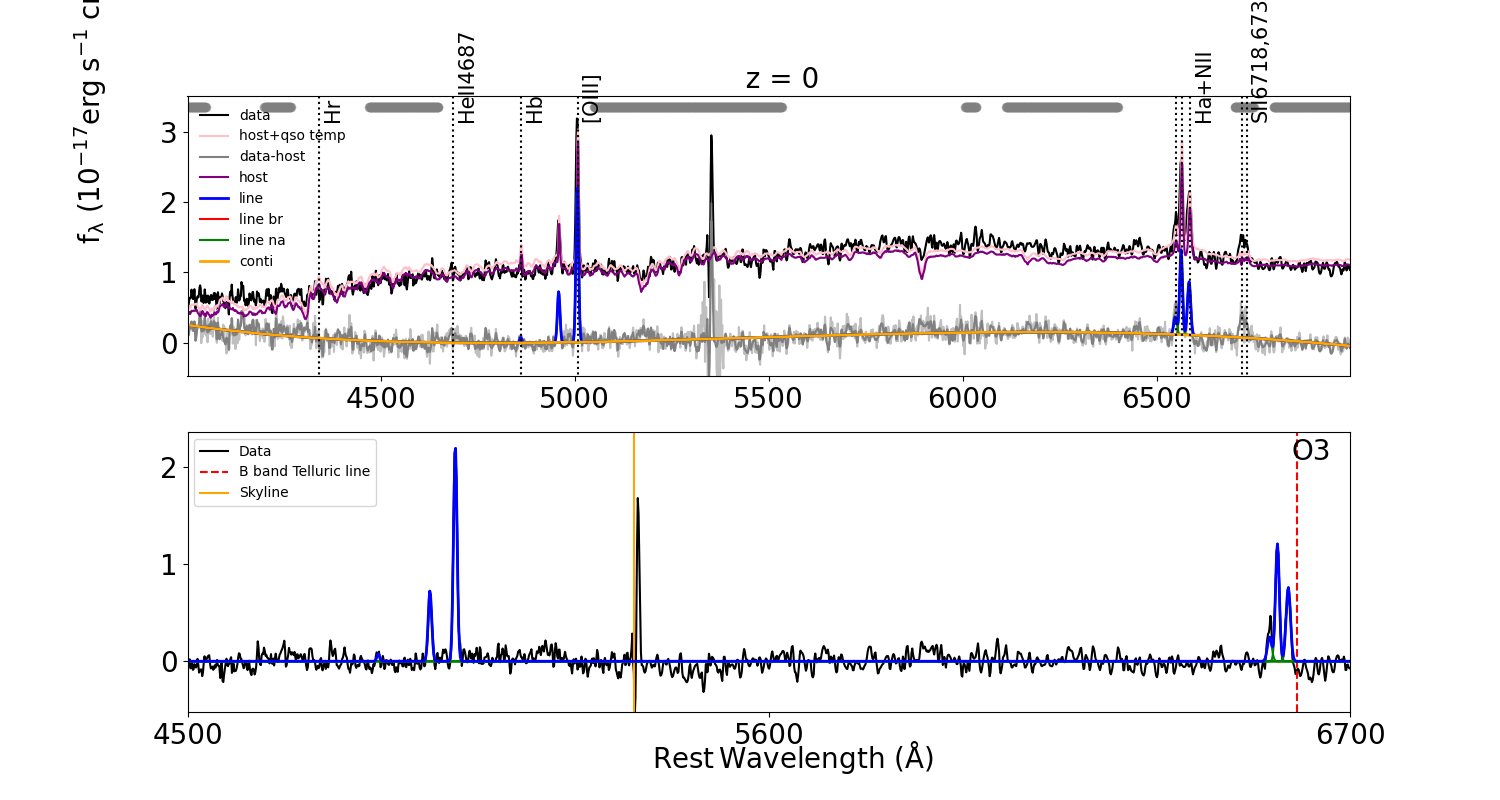 z = 0
f_λ (10^−17 erg s^−1 c
Hr
HeII4687
Hb
[OIII]
Ha+NII
SII6718,673
data
host+qso temp
data-host
host
line
line br
line na
conti
3
2
1
0
4500 5000 5500 6000 6500
Data
B band Telluric line
Skyline
O3
2
1
0
4500 5600 6700
Rest Wavelength (Å)